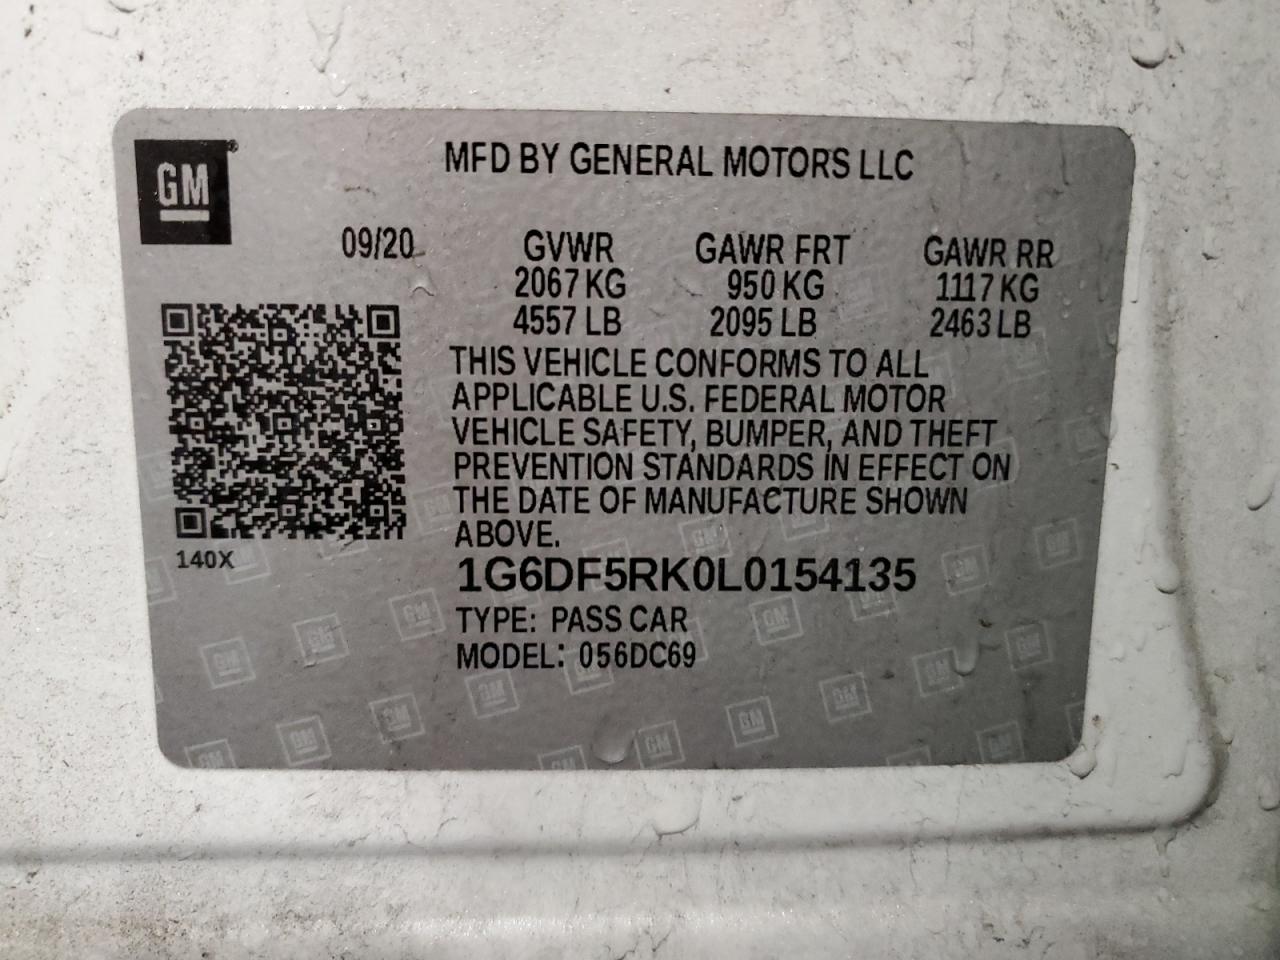 GM
MFD BY GENERAL MOTORS LLC
09/20 GVWR GAWR FRT GAWR RR
2067 KG 950 KG 1117 KG
4557 LB 2095 LB 2463 LB
THIS VEHICLE CONFORMS TO ALL
APPLICABLE U.S. FEDERAL MOTOR
VEHICLE SAFETY, BUMPER, AND THEFT
PREVENTION STANDARDS IN EFFECT ON
THE DATE OF MANUFACTURE SHOWN
ABOVE.
140X
1G6DF5RK0L0154135
TYPE: PASS CAR
MODEL: 056DC69